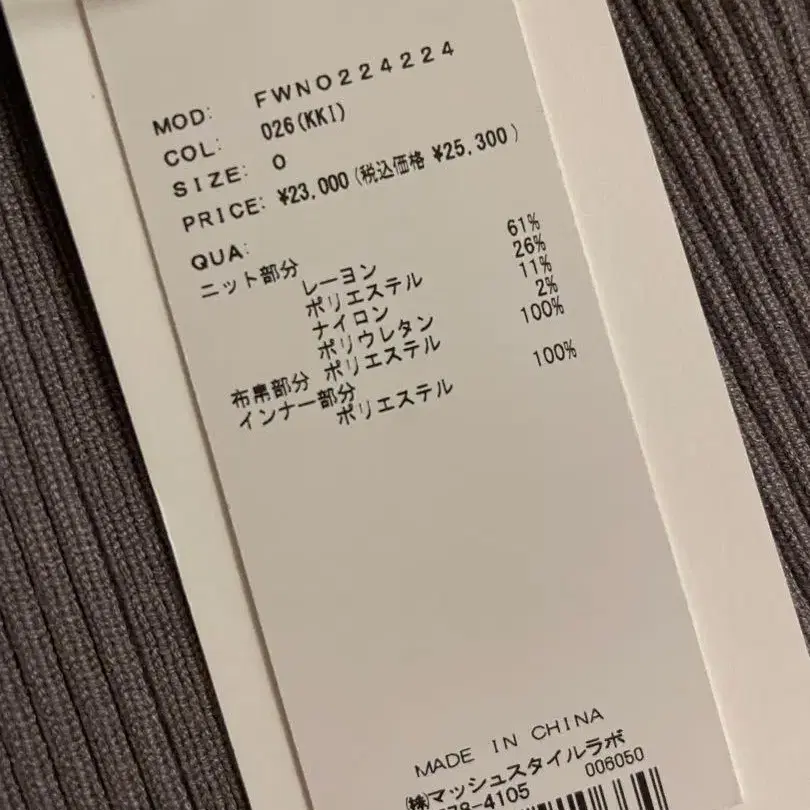 MOD: FWNO224224
COL: 026(KKI)
SIZE: 0
PRICE: ¥23,000(税込価格 ¥25,300)
QUA:
ニット部分
レーヨン 61%
ポリエステル 26%
ナイロン 11%
ポリウレタン 2%
布帛部分 ポリエステル 100%
インナー部分
ポリエステル 100%
MADE IN CHINA
㈱マッシュスタイルラボ
78-4105 006050